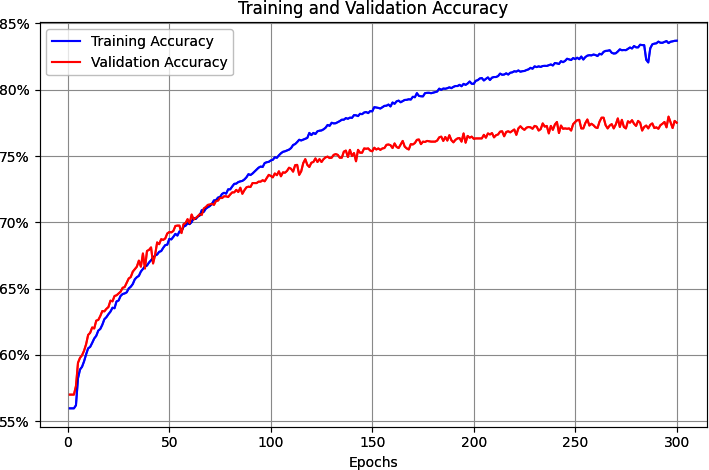 Training and Validation Accuracy
85%
Training Accuracy
Validation Accuracy
80%
75%
70%
65%
60%
55%
0 50 100 150 200 250 300
Epochs